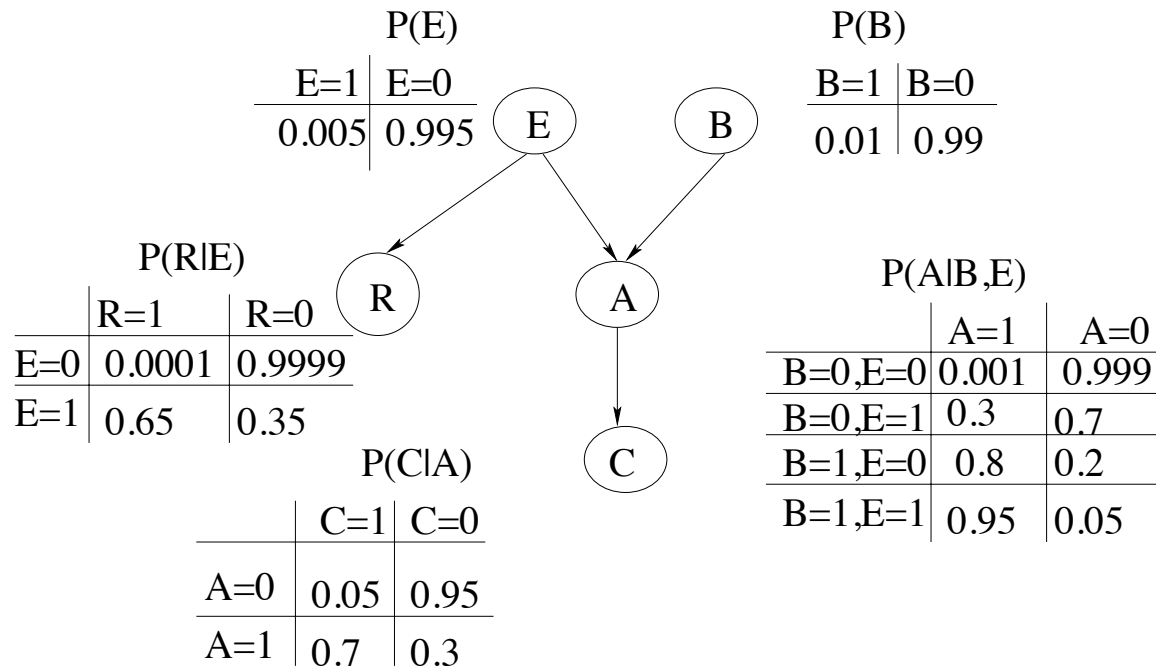 P(E)
E=1 E=0
0.005 0.995
E
B
P(B)
B=1 B=0
0.01 0.99
P(R|E)
R=1 R=0
E=0 0.0001 0.9999
E=1 0.65 0.35
R
A
P(A|B,E)
A=1 A=0
B=0,E=0 0.001 0.999
B=0,E=1 0.3 0.7
B=1,E=0 0.8 0.2
B=1,E=1 0.95 0.05
C
P(C|A)
C=1 C=0
A=0 0.05 0.95
A=1 0.7 0.3